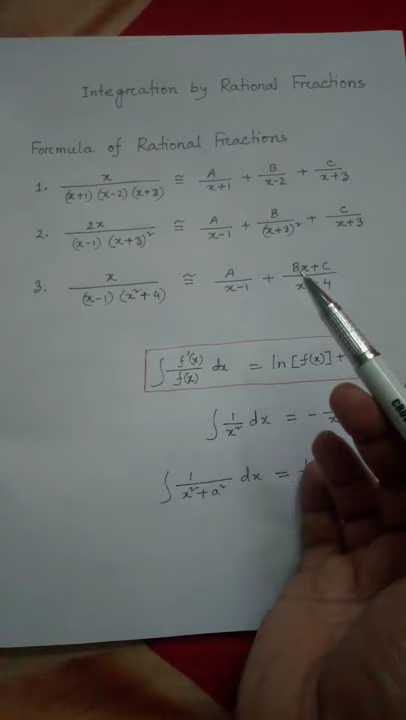 Integration by Rational Fractions
Formula of Rational Fractions
1. x/((x+1)(x-2)(x+3)) ≅ A/(x+1) + B/(x-2) + C/(x+3)
2. 2x/((x-1)(x+3)²) ≅ A/(x-1) + B/(x+3)² + C/(x+3)
3. x/((x-1)(x²+4)) ≅ A/(x-1) + (Bx+C)/(x 4)
∫ f'(x)/f(x) dx = ln [f(x)] +
∫ 1/x² dx = - /x
∫ 1/(x²+a²) dx =
CRO